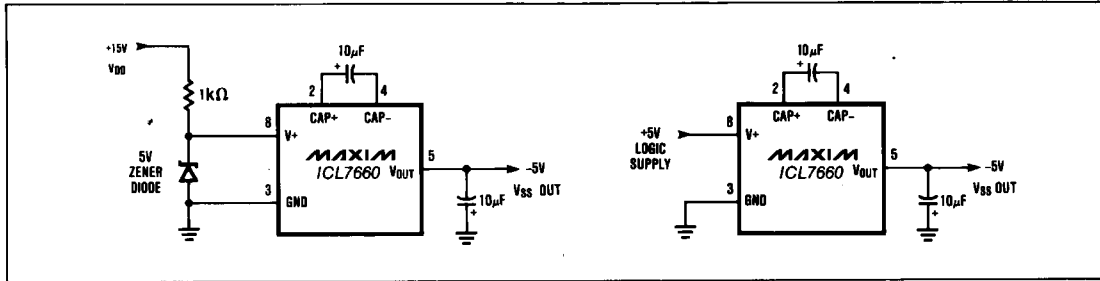 +15V
VDD
1kΩ
5V
ZENER
DIODE
10µF
+
2
4
CAP+
CAP-
8
V+
MAXIM
ICL7660
VOUT
5
-5V
VSS OUT
3
GND
10µF
+
10µF
+
2
4
CAP+
CAP-
+5V
LOGIC
SUPPLY
8
V+
MAXIM
ICL7660
VOUT
5
-5V
VSS OUT
3
GND
10µF
+